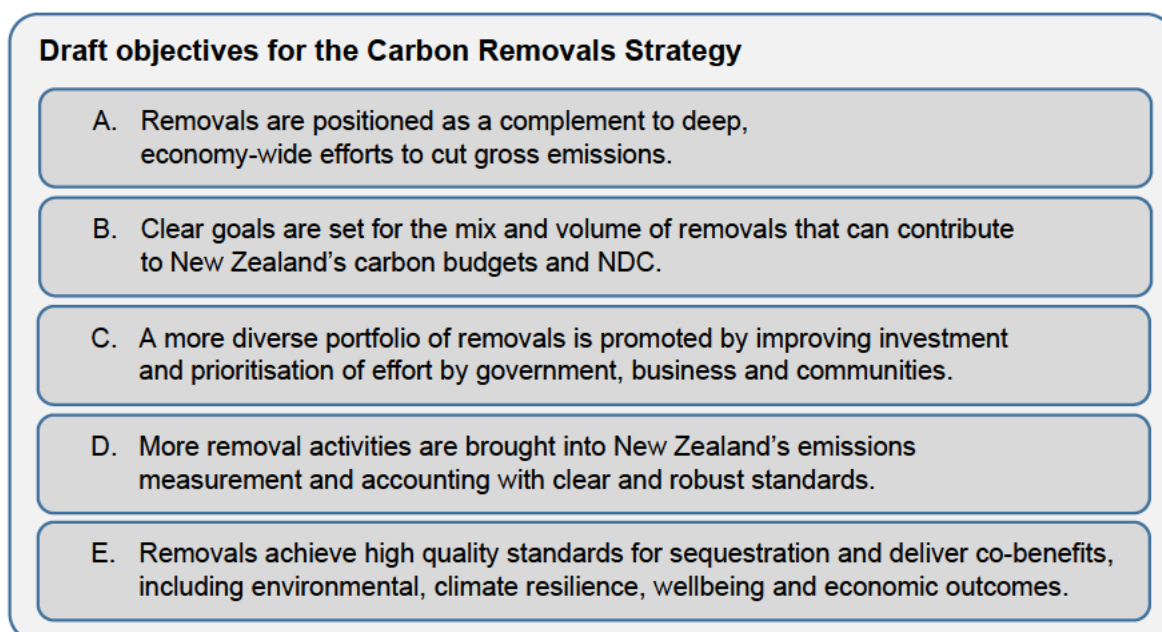 Draft objectives for the Carbon Removals Strategy
A. Removals are positioned as a complement to deep,
economy-wide efforts to cut gross emissions.
B. Clear goals are set for the mix and volume of removals that can contribute
to New Zealand’s carbon budgets and NDC.
C. A more diverse portfolio of removals is promoted by improving investment
and prioritisation of effort by government, business and communities.
D. More removal activities are brought into New Zealand’s emissions
measurement and accounting with clear and robust standards.
E. Removals achieve high quality standards for sequestration and deliver co-benefits,
including environmental, climate resilience, wellbeing and economic outcomes.